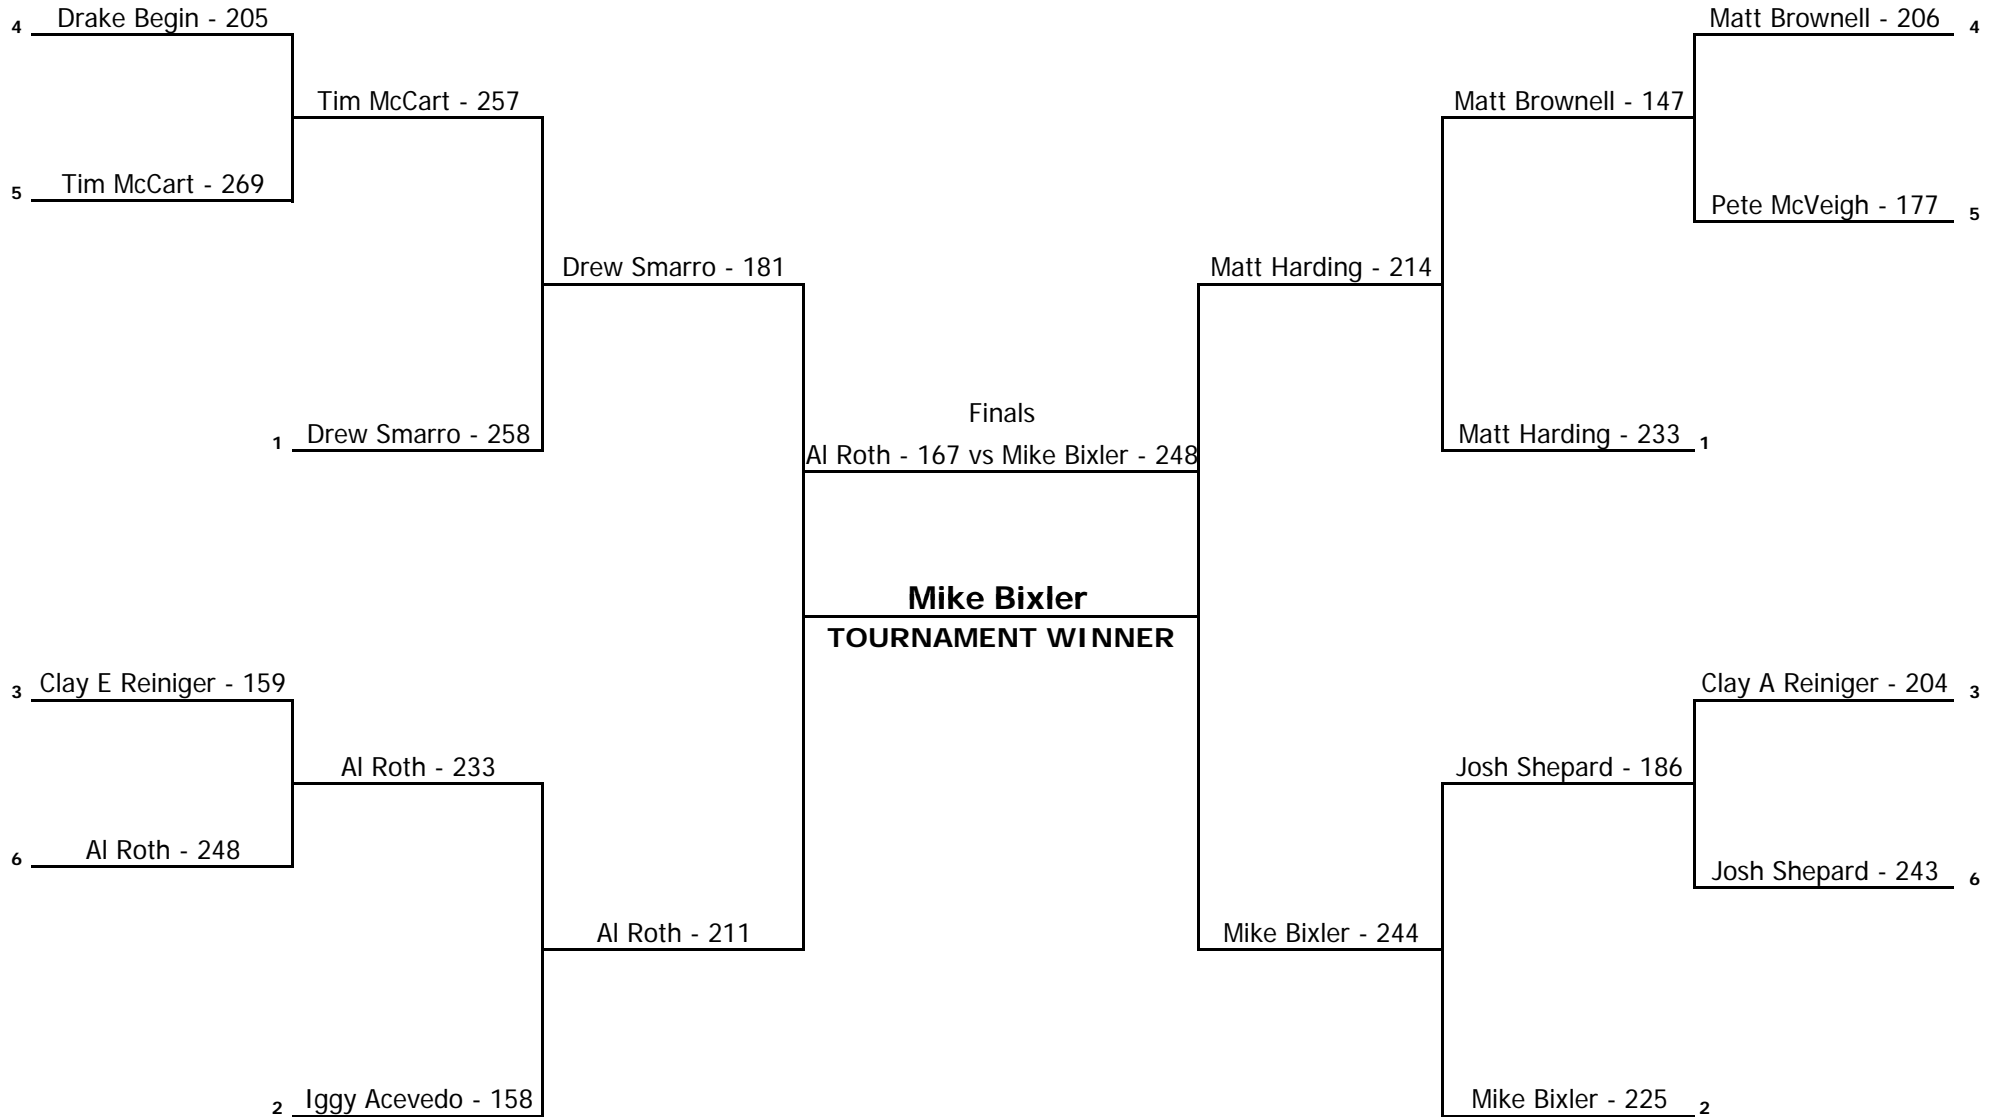 4 Drake Begin - 205
Matt Brownell - 206 4
Tim McCart - 257
Matt Brownell - 147
5 Tim McCart - 269
Pete McVeigh - 177 5
Drew Smarro - 181
Matt Harding - 214
Finals
1 Drew Smarro - 258
Matt Harding - 233 1
Al Roth - 167 vs Mike Bixler - 248
Mike Bixler
TOURNAMENT WINNER
3 Clay E Reiniger - 159
Clay A Reiniger - 204 3
Al Roth - 233
Josh Shepard - 186
6 Al Roth - 248
Josh Shepard - 243 6
Al Roth - 211
Mike Bixler - 244
2 Iggy Acevedo - 158
Mike Bixler - 225 2